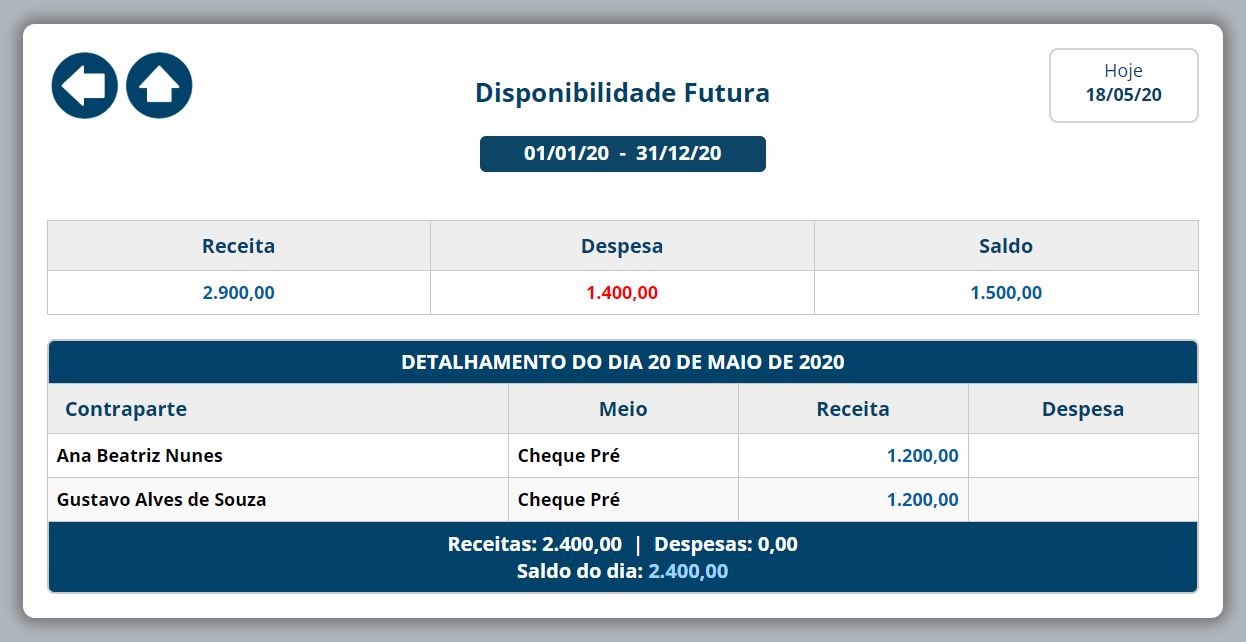 Disponibilidade Futura
Hoje
18/05/20
01/01/20 - 31/12/20
Receita Despesa Saldo
2.900,00 1.400,00 1.500,00
DETALHAMENTO DO DIA 20 DE MAIO DE 2020
Contraparte Meio Receita Despesa
Ana Beatriz Nunes Cheque Pré 1.200,00
Gustavo Alves de Souza Cheque Pré 1.200,00
Receitas: 2.400,00 | Despesas: 0,00
Saldo do dia: 2.400,00